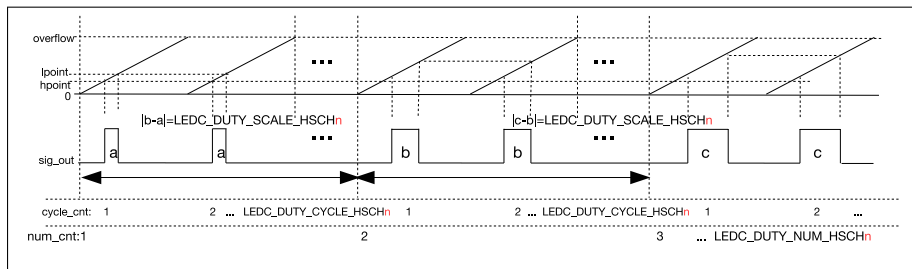 overflow
lpoint
hpoint
0
|b-a|=LEDC_DUTY_SCALE_HSCHn |c-b|=LEDC_DUTY_SCALE_HSCHn
sig_out a a b b c c
cycle_cnt: 1 2 ... LEDC_DUTY_CYCLE_HSCHn 1 2 ... LEDC_DUTY_CYCLE_HSCHn 1 2 ...
num_cnt:1 2 3 ... LEDC_DUTY_NUM_HSCHn